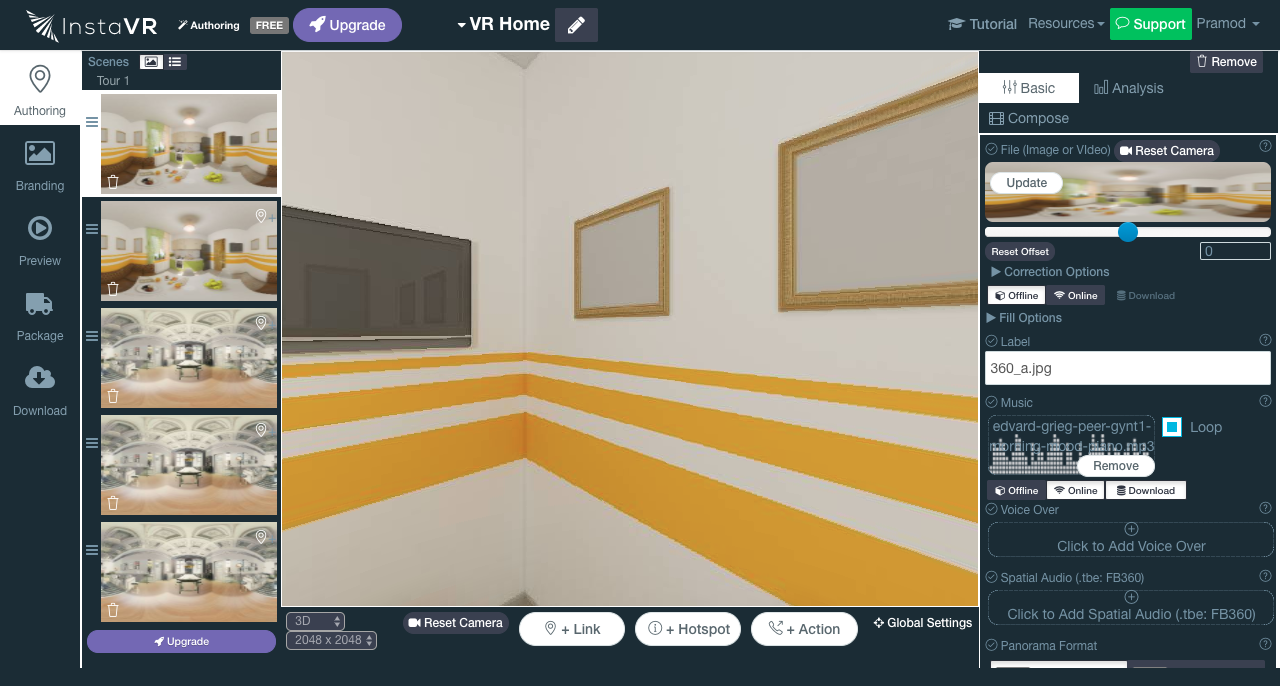 InstaVR
Authoring
FREE
Upgrade
VR Home
Tutorial
Resources
Support
Pramod
Authoring
Branding
Preview
Package
Download
Scenes
Tour 1
Upgrade
3D
2048 x 2048
Reset Camera
+ Link
+ Hotspot
+ Action
Global Settings
Remove
Basic
Analysis
Compose
File (Image or VIdeo)
Reset Camera
Update
Reset Offset
0
Correction Options
Offline
Online
Download
Fill Options
Label
360_a.jpg
Music
edvard-grieg-peer-gynt1-
morning-mood-piano.mp3
Loop
Remove
Offline
Online
Download
Voice Over
Click to Add Voice Over
Spatial Audio (.tbe: FB360)
Click to Add Spatial Audio (.tbe: FB360)
Panorama Format